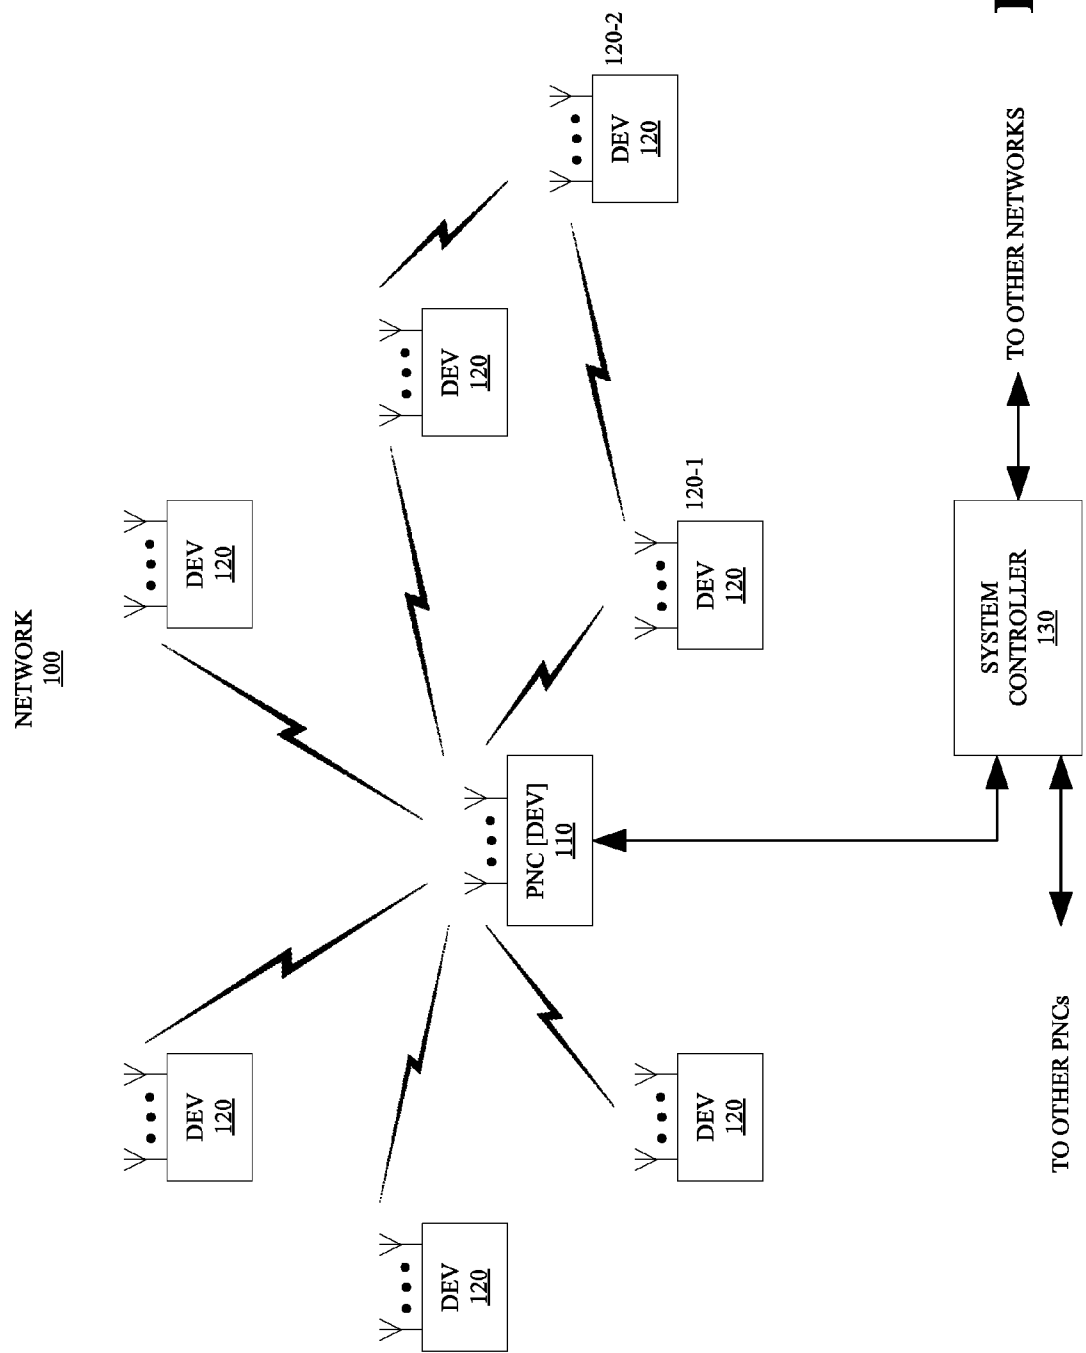 NETWORK
100
DEV
120
DEV
120
DEV
120
DEV
120
PNC [DEV]
110
DEV
120
120-2
DEV
120
DEV
120
120-1
SYSTEM
CONTROLLER
130
TO OTHER NETWORKS
TO OTHER PNCs